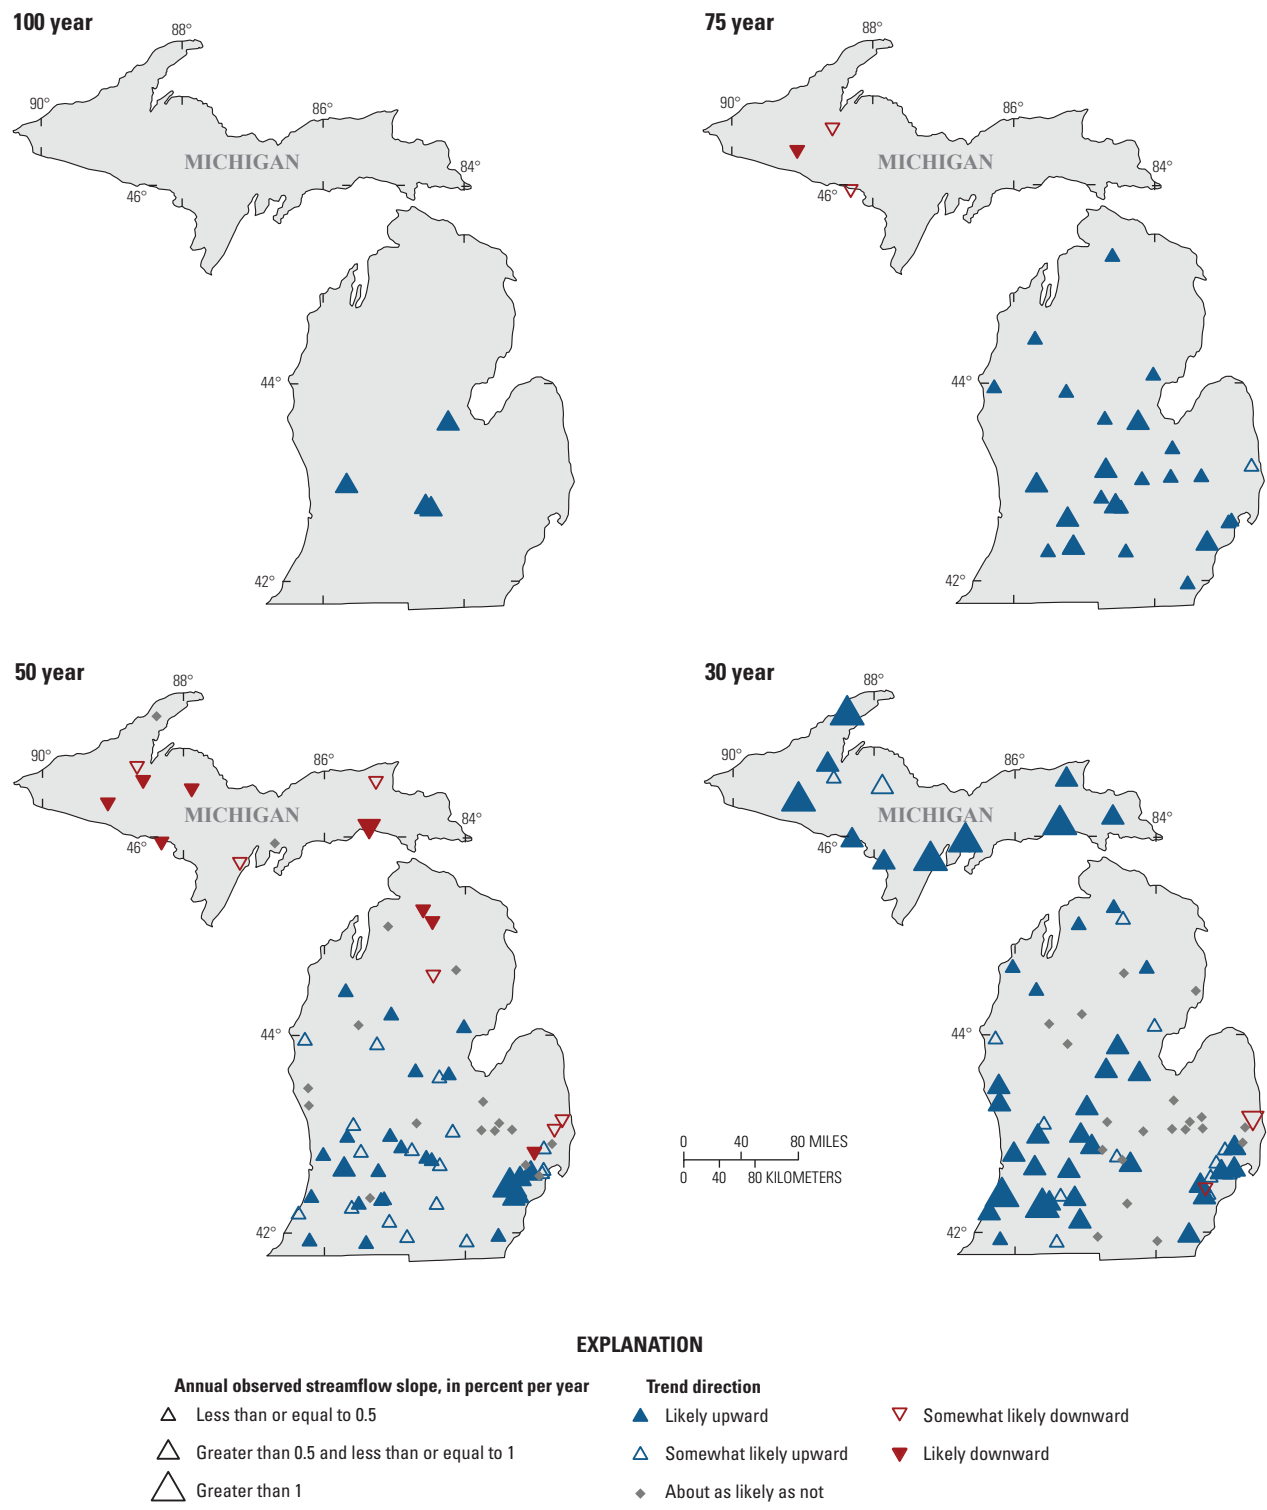 100 year
88°
90°
86°
MICHIGAN
84°
46°
44°
42°
75 year
88°
90°
86°
MICHIGAN
84°
46°
44°
42°
50 year
88°
90°
86°
MICHIGAN
84°
46°
44°
42°
30 year
88°
90°
86°
MICHIGAN
84°
46°
44°
42°
0 40 80 MILES
0 40 80 KILOMETERS
EXPLANATION
Annual observed streamflow slope, in percent per year
Less than or equal to 0.5
Greater than 0.5 and less than or equal to 1
Greater than 1
Trend direction
Likely upward
Somewhat likely upward
About as likely as not
Somewhat likely downward
Likely downward